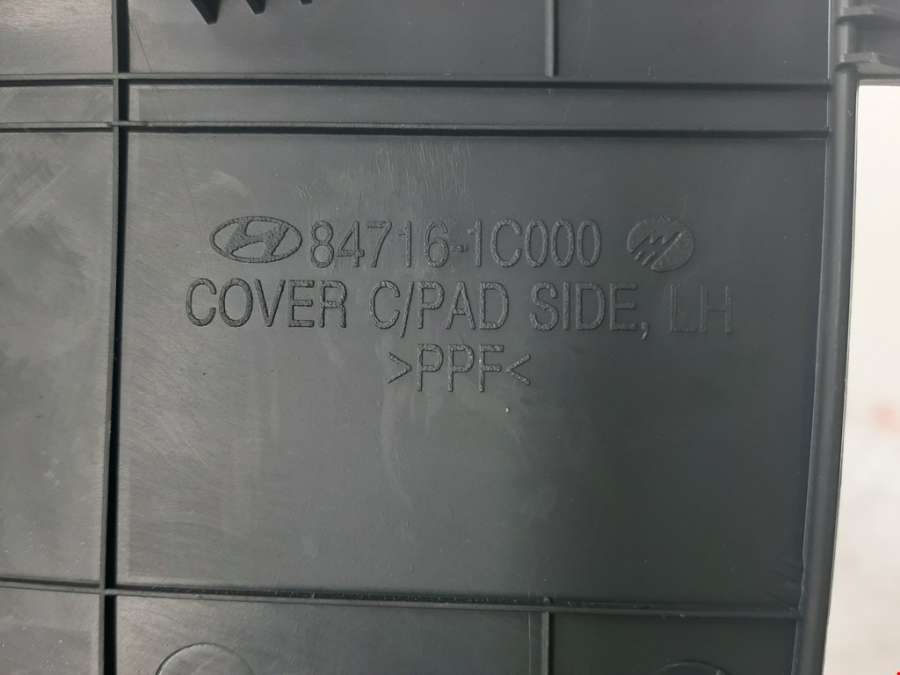 84716-1C000
COVER C/PAD SIDE, LH
>PPF<